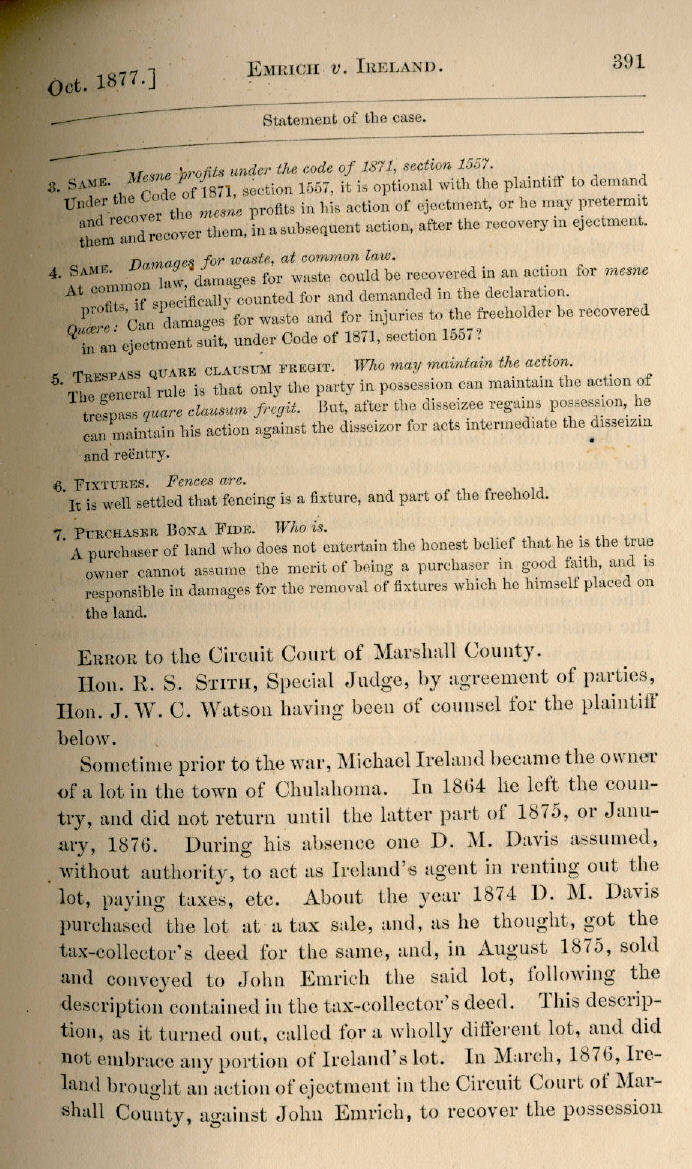 Oct. 1877.] EMRICH v. IRELAND. 391
Statement of the case.
3. SAME. Mesne profits under the code of 1871, section 1557.
Under the Code of 1871, section 1557, it is optional with the plaintiff to demand
and recover the mesne profits in his action of ejectment, or he may pretermit
them and recover them, in a subsequent action, after the recovery in ejectment.
4. SAME. Damages for waste, at common law.
At common law, damages for waste could be recovered in an action for mesne
profits, if specifically counted for and demanded in the declaration.
Quære: Can damages for waste and for injuries to the freeholder be recovered
in an ejectment suit, under Code of 1871, section 1557?
5. TRESPASS QUARE CLAUSUM FREGIT. Who may maintain the action.
The general rule is that only the party in possession can maintain the action of
trespass quare clausum fregit. But, after the disseizee regains possession, he
can maintain his action against the disseizor for acts intermediate the disseizin
and reëntry.
6. FIXTURES. Fences are.
It is well settled that fencing is a fixture, and part of the freehold.
7. PURCHASER BONA FIDE. Who is.
A purchaser of land who does not entertain the honest belief that he is the true
owner cannot assume the merit of being a purchaser in good faith, and is
responsible in damages for the removal of fixtures which he himself placed on
the land.
ERROR to the Circuit Court of Marshall County.
Hon. R. S. STITH, Special Judge, by agreement of parties,
Hon. J. W. C. Watson having been of counsel for the plaintiff
below.
Sometime prior to the war, Michael Ireland became the owner
of a lot in the town of Chulahoma. In 1864 he left the coun-
try, and did not return until the latter part of 1875, or Janu-
ary, 1876. During his absence one D. M. Davis assumed,
without authority, to act as Ireland's agent in renting out the
lot, paying taxes, etc. About the year 1874 D. M. Davis
purchased the lot at a tax sale, and, as he thought, got the
tax-collector's deed for the same, and, in August 1875, sold
and conveyed to John Emrich the said lot, following the
description contained in the tax-collector's deed. This descrip-
tion, as it turned out, called for a wholly different lot, and did
not embrace any portion of Ireland's lot. In March, 1876, Ire-
land brought an action of ejectment in the Circuit Court of Mar-
shall County, against John Emrich, to recover the possession